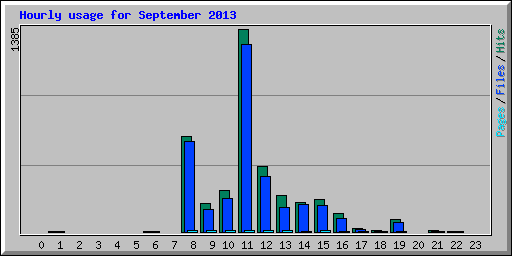 Hourly usage for September 2013
1385
Pages/Files/Hits
0 1 2 3 4 5 6 7 8 9 10 11 12 13 14 15 16 17 18 19 20 21 22 23